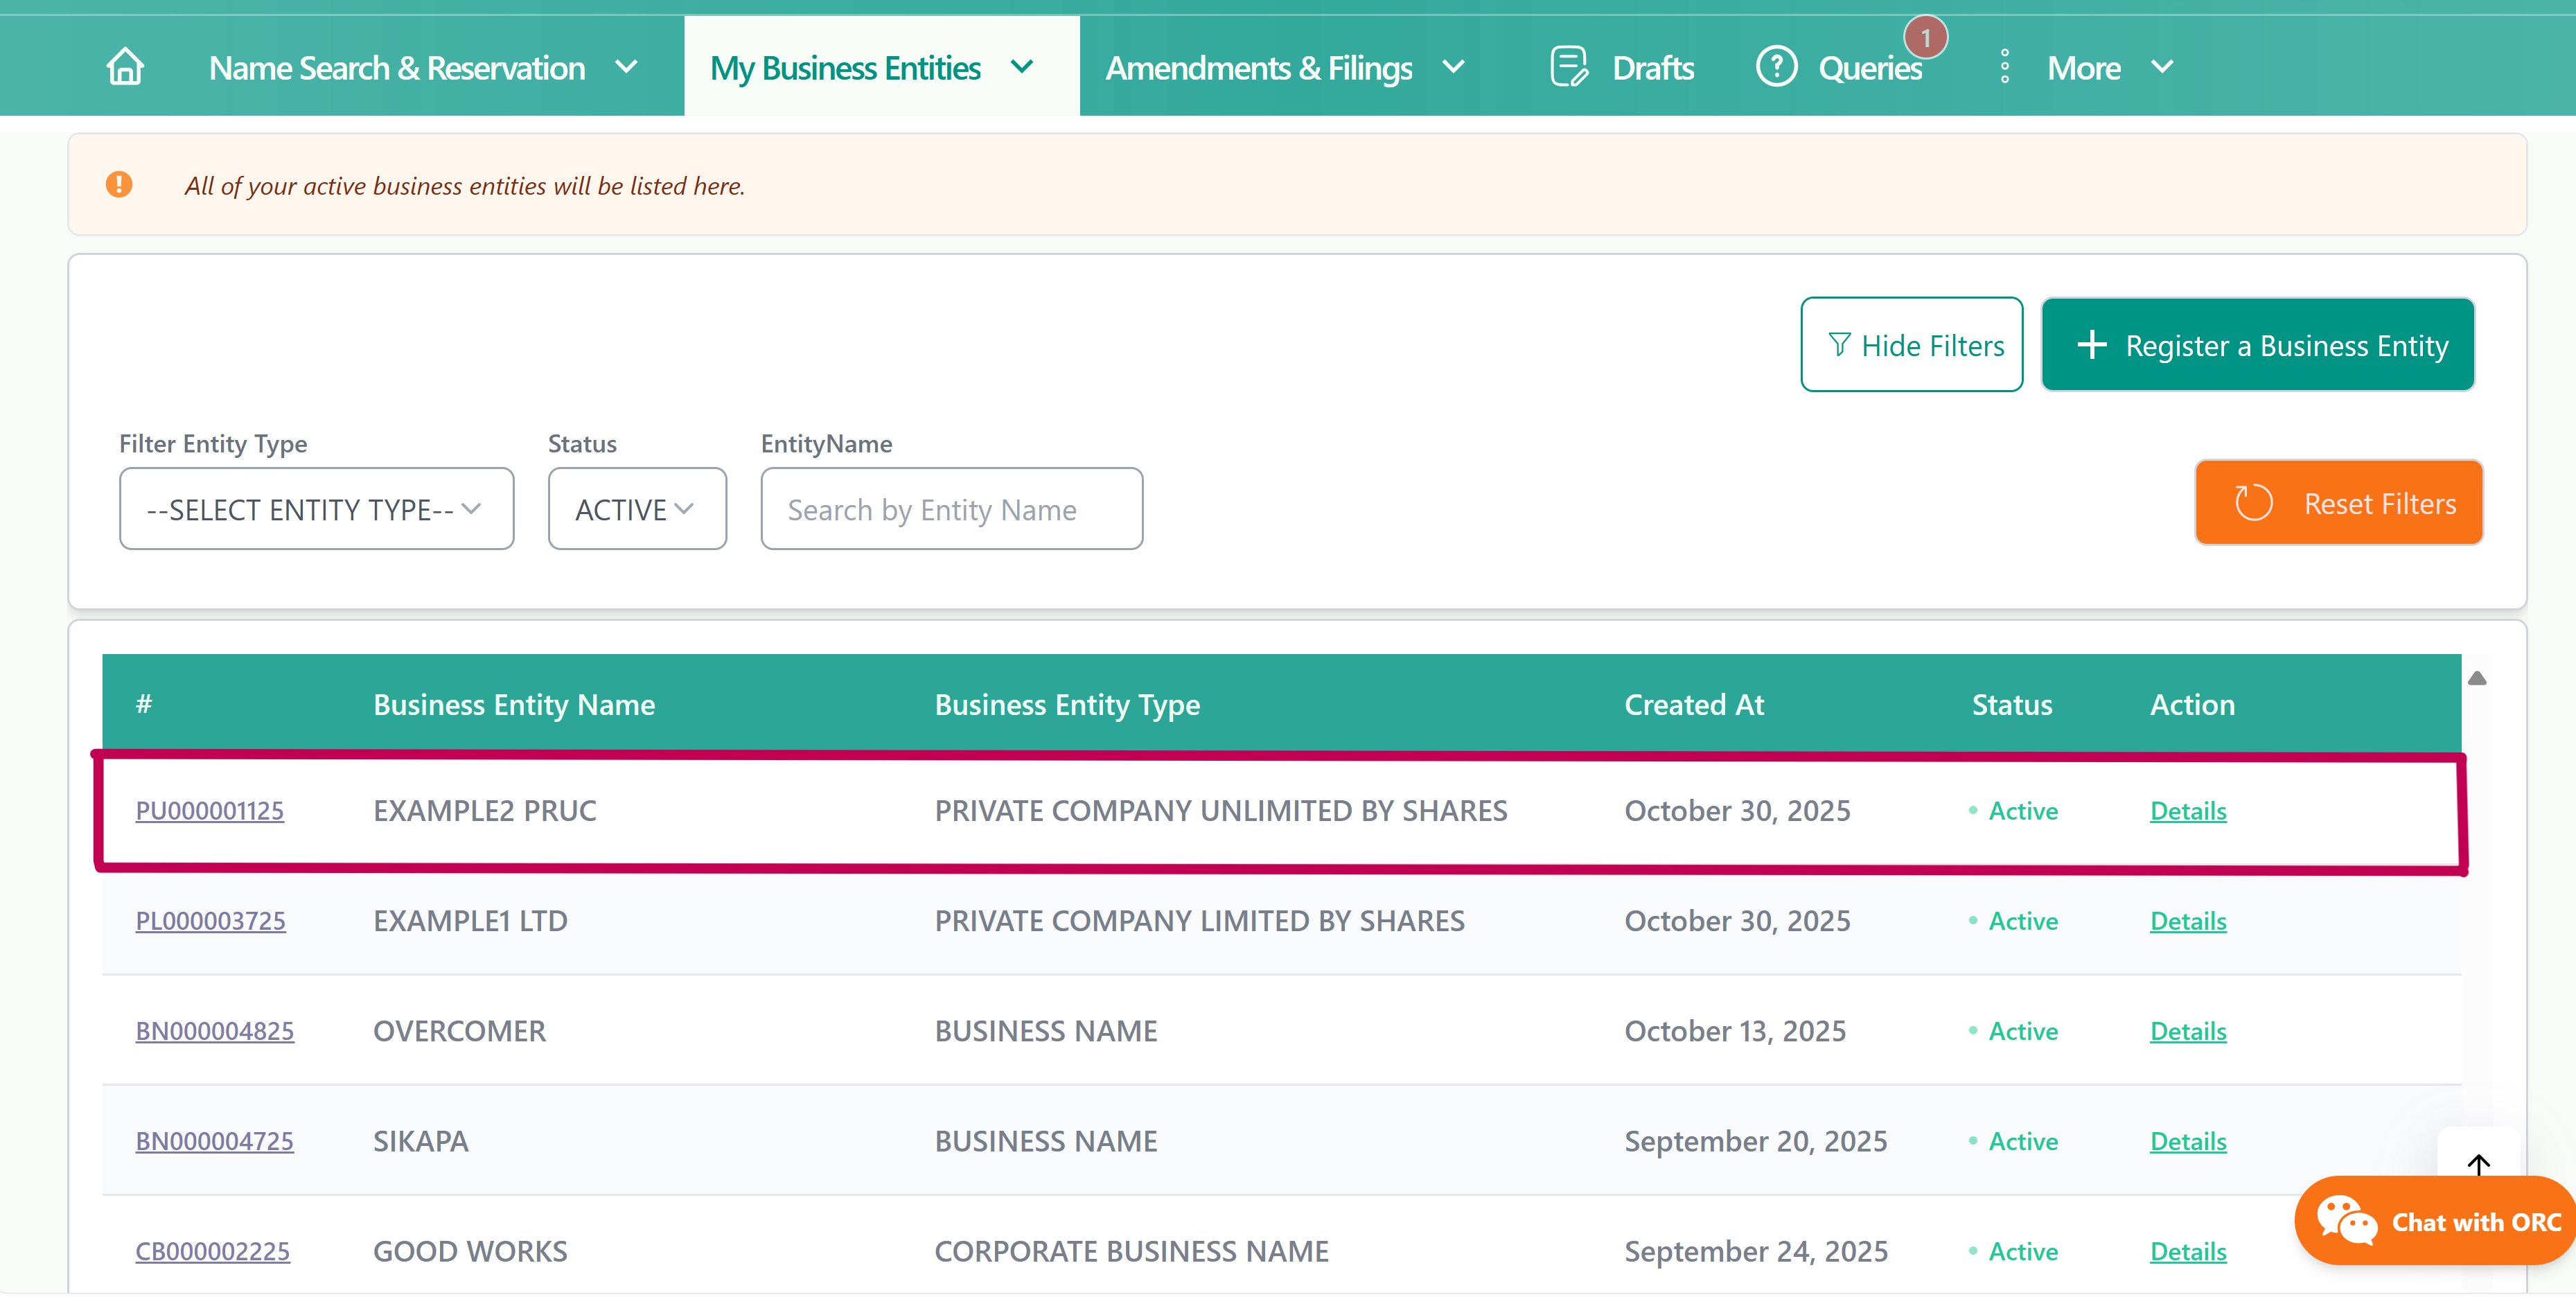 Name Search & Reservation My Business Entities Amendments & Filings Drafts Queries 1 More
All of your active business entities will be listed here.
Hide Filters + Register a Business Entity
Filter Entity Type Status EntityName
--SELECT ENTITY TYPE-- ACTIVE Search by Entity Name Reset Filters
# Business Entity Name Business Entity Type Created At Status Action
PU000001125 EXAMPLE2 PRUC PRIVATE COMPANY UNLIMITED BY SHARES October 30, 2025 Active Details
PL000003725 EXAMPLE1 LTD PRIVATE COMPANY LIMITED BY SHARES October 30, 2025 Active Details
BN000004825 OVERCOMER BUSINESS NAME October 13, 2025 Active Details
BN000004725 SIKAPA BUSINESS NAME September 20, 2025 Active Details
CB000002225 GOOD WORKS CORPORATE BUSINESS NAME September 24, 2025 Active Details
Chat with ORC